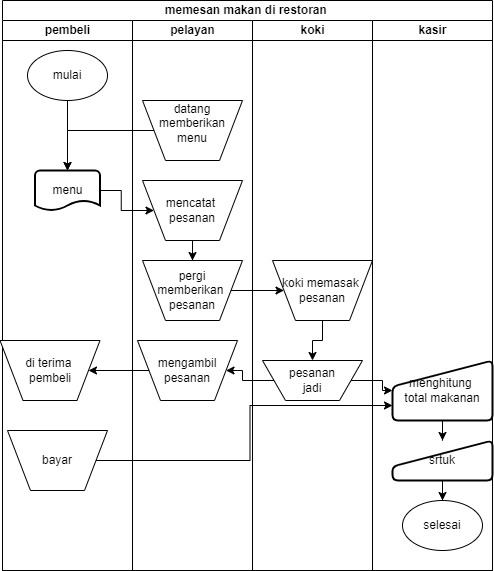 memesan makan di restoran
pembeli
pelayan
koki
kasir
mulai
datang
memberikan
menu
menu
mencatat
pesanan
pergi
memberikan
pesanan
koki memasak
pesanan
di terima
pembeli
mengambil
pesanan
pesanan
jadi
menghitung
total makanan
bayar
srtuk
selesai